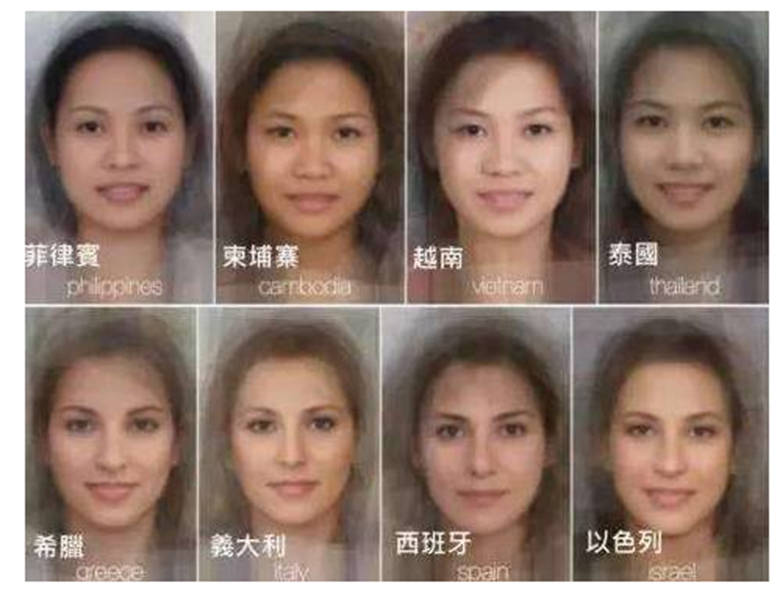 菲律賓
philippines
柬埔寨
cambodia
越南
vietnam
泰國
thailand
希臘
greece
義大利
italy
西班牙
spain
以色列
israel